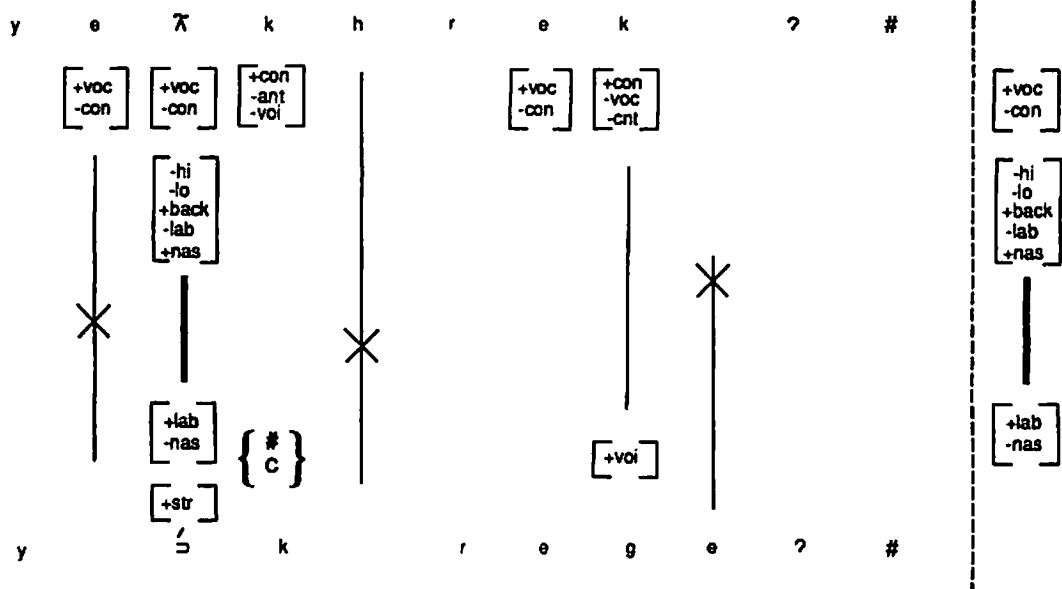 y e ʌ̃ k h r e k ? #
+con +con
+voc +voc -ant +voc -voc +voc
-con -con -voi -con -cnt -con
-hi -hi
-lo -lo
+back +back
-lab -lab
+nas +nas
e
+lab +lab
-nas # -nas
C +voi
+str
y ɔ́ k r e g e ? #